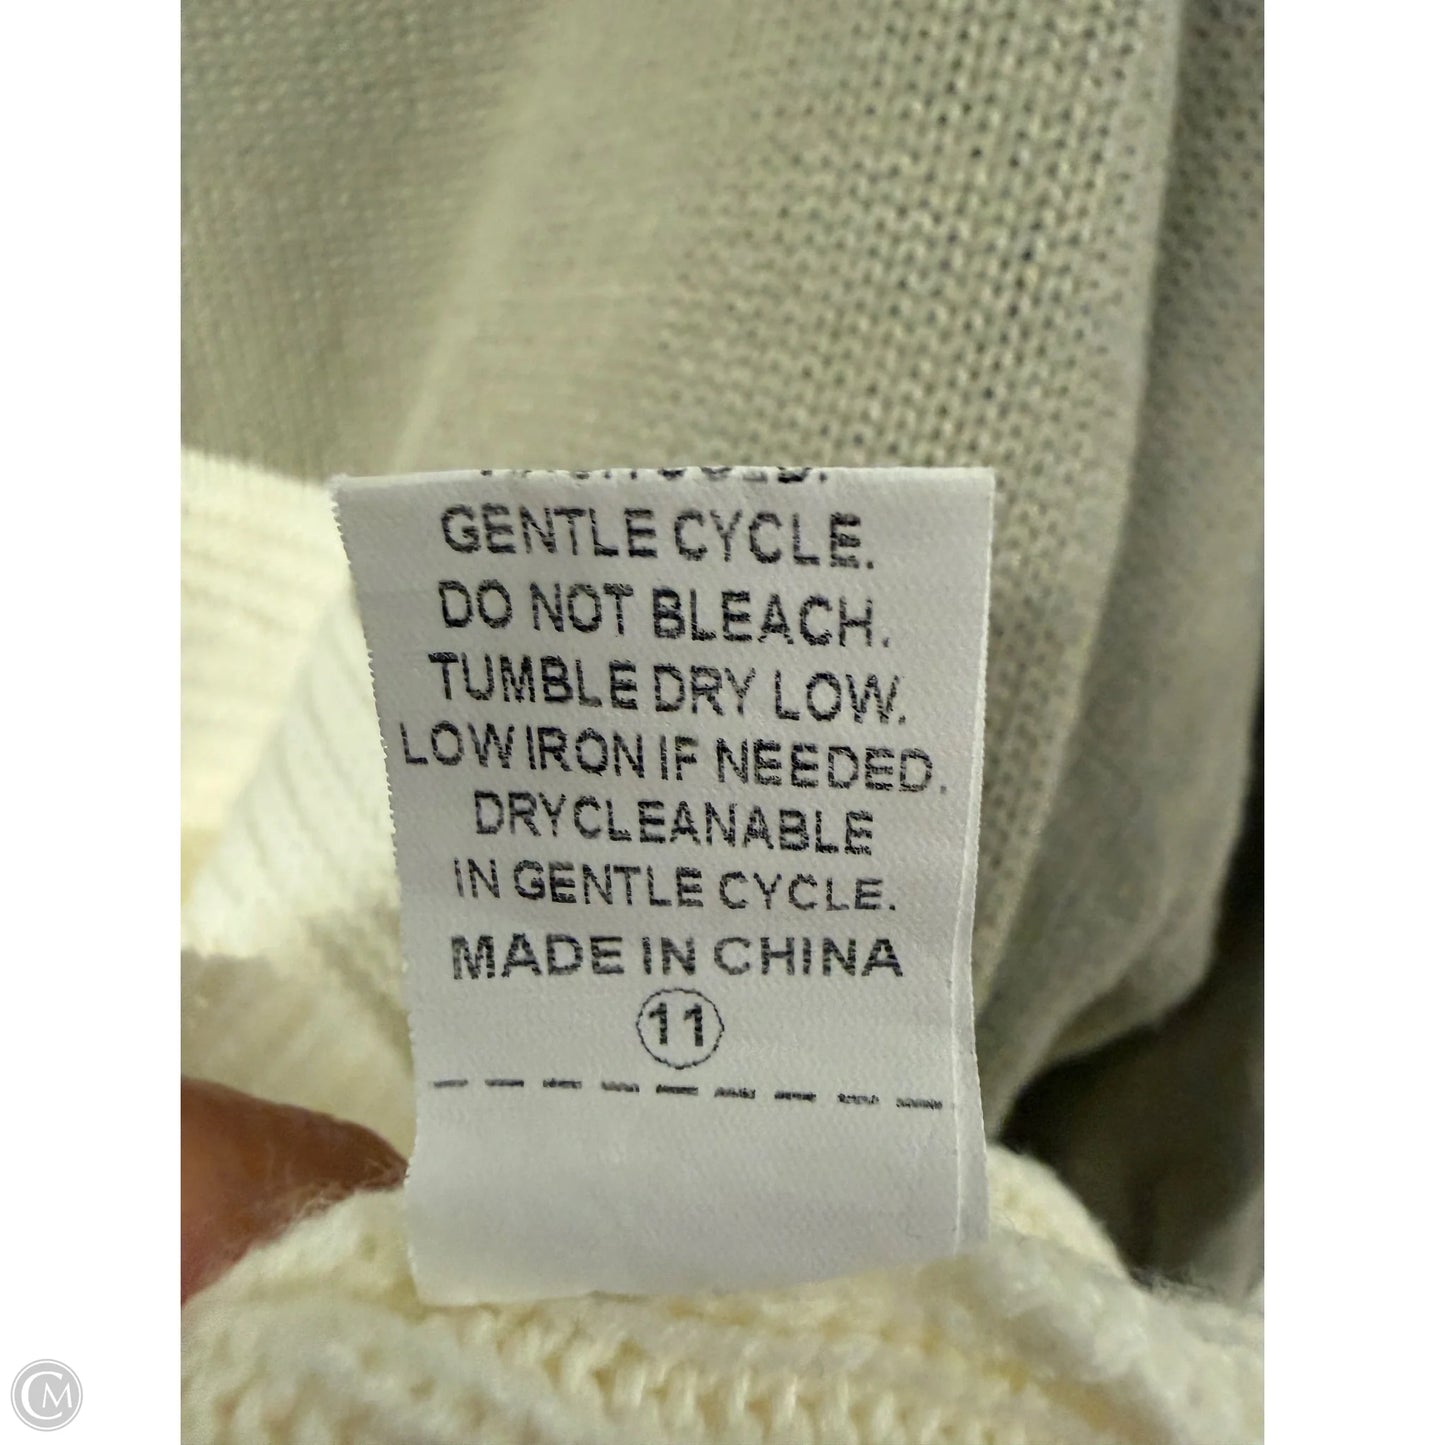 GENTLE CYCLE.
DO NOT BLEACH.
TUMBLE DRY LOW.
LOW IRON IF NEEDED.
DRYCLEANABLE
IN GENTLE CYCLE.
MADE IN CHINA
11
CM